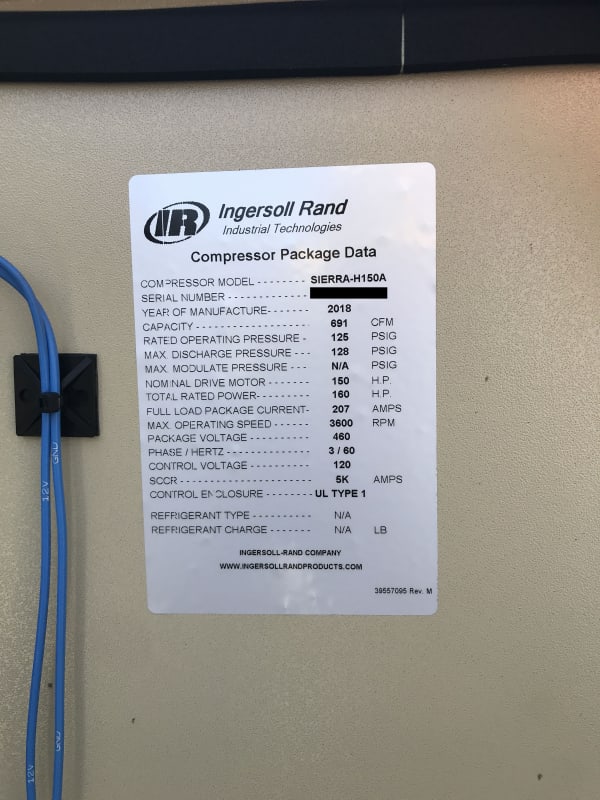 IR Ingersoll Rand
Industrial Technologies
Compressor Package Data
COMPRESSOR MODEL -------- SIERRA-H150A
SERIAL NUMBER ------------
YEAR OF MANUFACTURE------- 2018
CAPACITY ----------------- 691 CFM
RATED OPERATING PRESSURE - 125 PSIG
MAX. DISCHARGE PRESSURE --- 128 PSIG
MAX. MODULATE PRESSURE --- N/A PSIG
NOMINAL DRIVE MOTOR ------ 150 H.P.
TOTAL RATED POWER-------- 160 H.P.
FULL LOAD PACKAGE CURRENT- 207 AMPS
MAX. OPERATING SPEED ----- 3600 RPM
PACKAGE VOLTAGE --------- 460
PHASE / HERTZ ------------ 3 / 60
CONTROL VOLTAGE --------- 120
SCCR -------------------- 5K AMPS
CONTROL ENCLOSURE ------- UL TYPE 1
REFRIGERANT TYPE -------- N/A
REFRIGERANT CHARGE ------- N/A LB
INGERSOLL-RAND COMPANY
WWW.INGERSOLLRANDPRODUCTS.COM
39557095 Rev. M
GND
12V
GND
12V